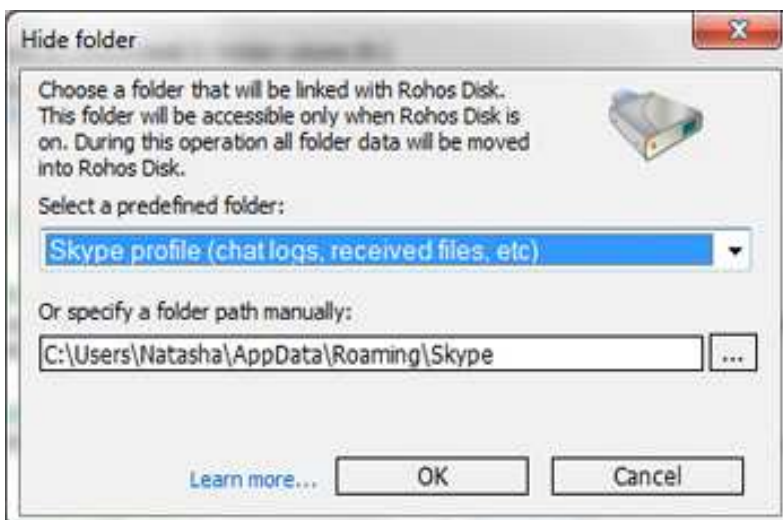 Hide folder
Choose a folder that will be linked with Rohos Disk.
This folder will be accessible only when Rohos Disk is
on. During this operation all folder data will be moved
into Rohos Disk.
Select a predefined folder:
Skype profile (chat logs, received files, etc)
Or specify a folder path manually:
C:\Users\Natasha\AppData\Roaming\Skype
...
Learn more...
OK
Cancel